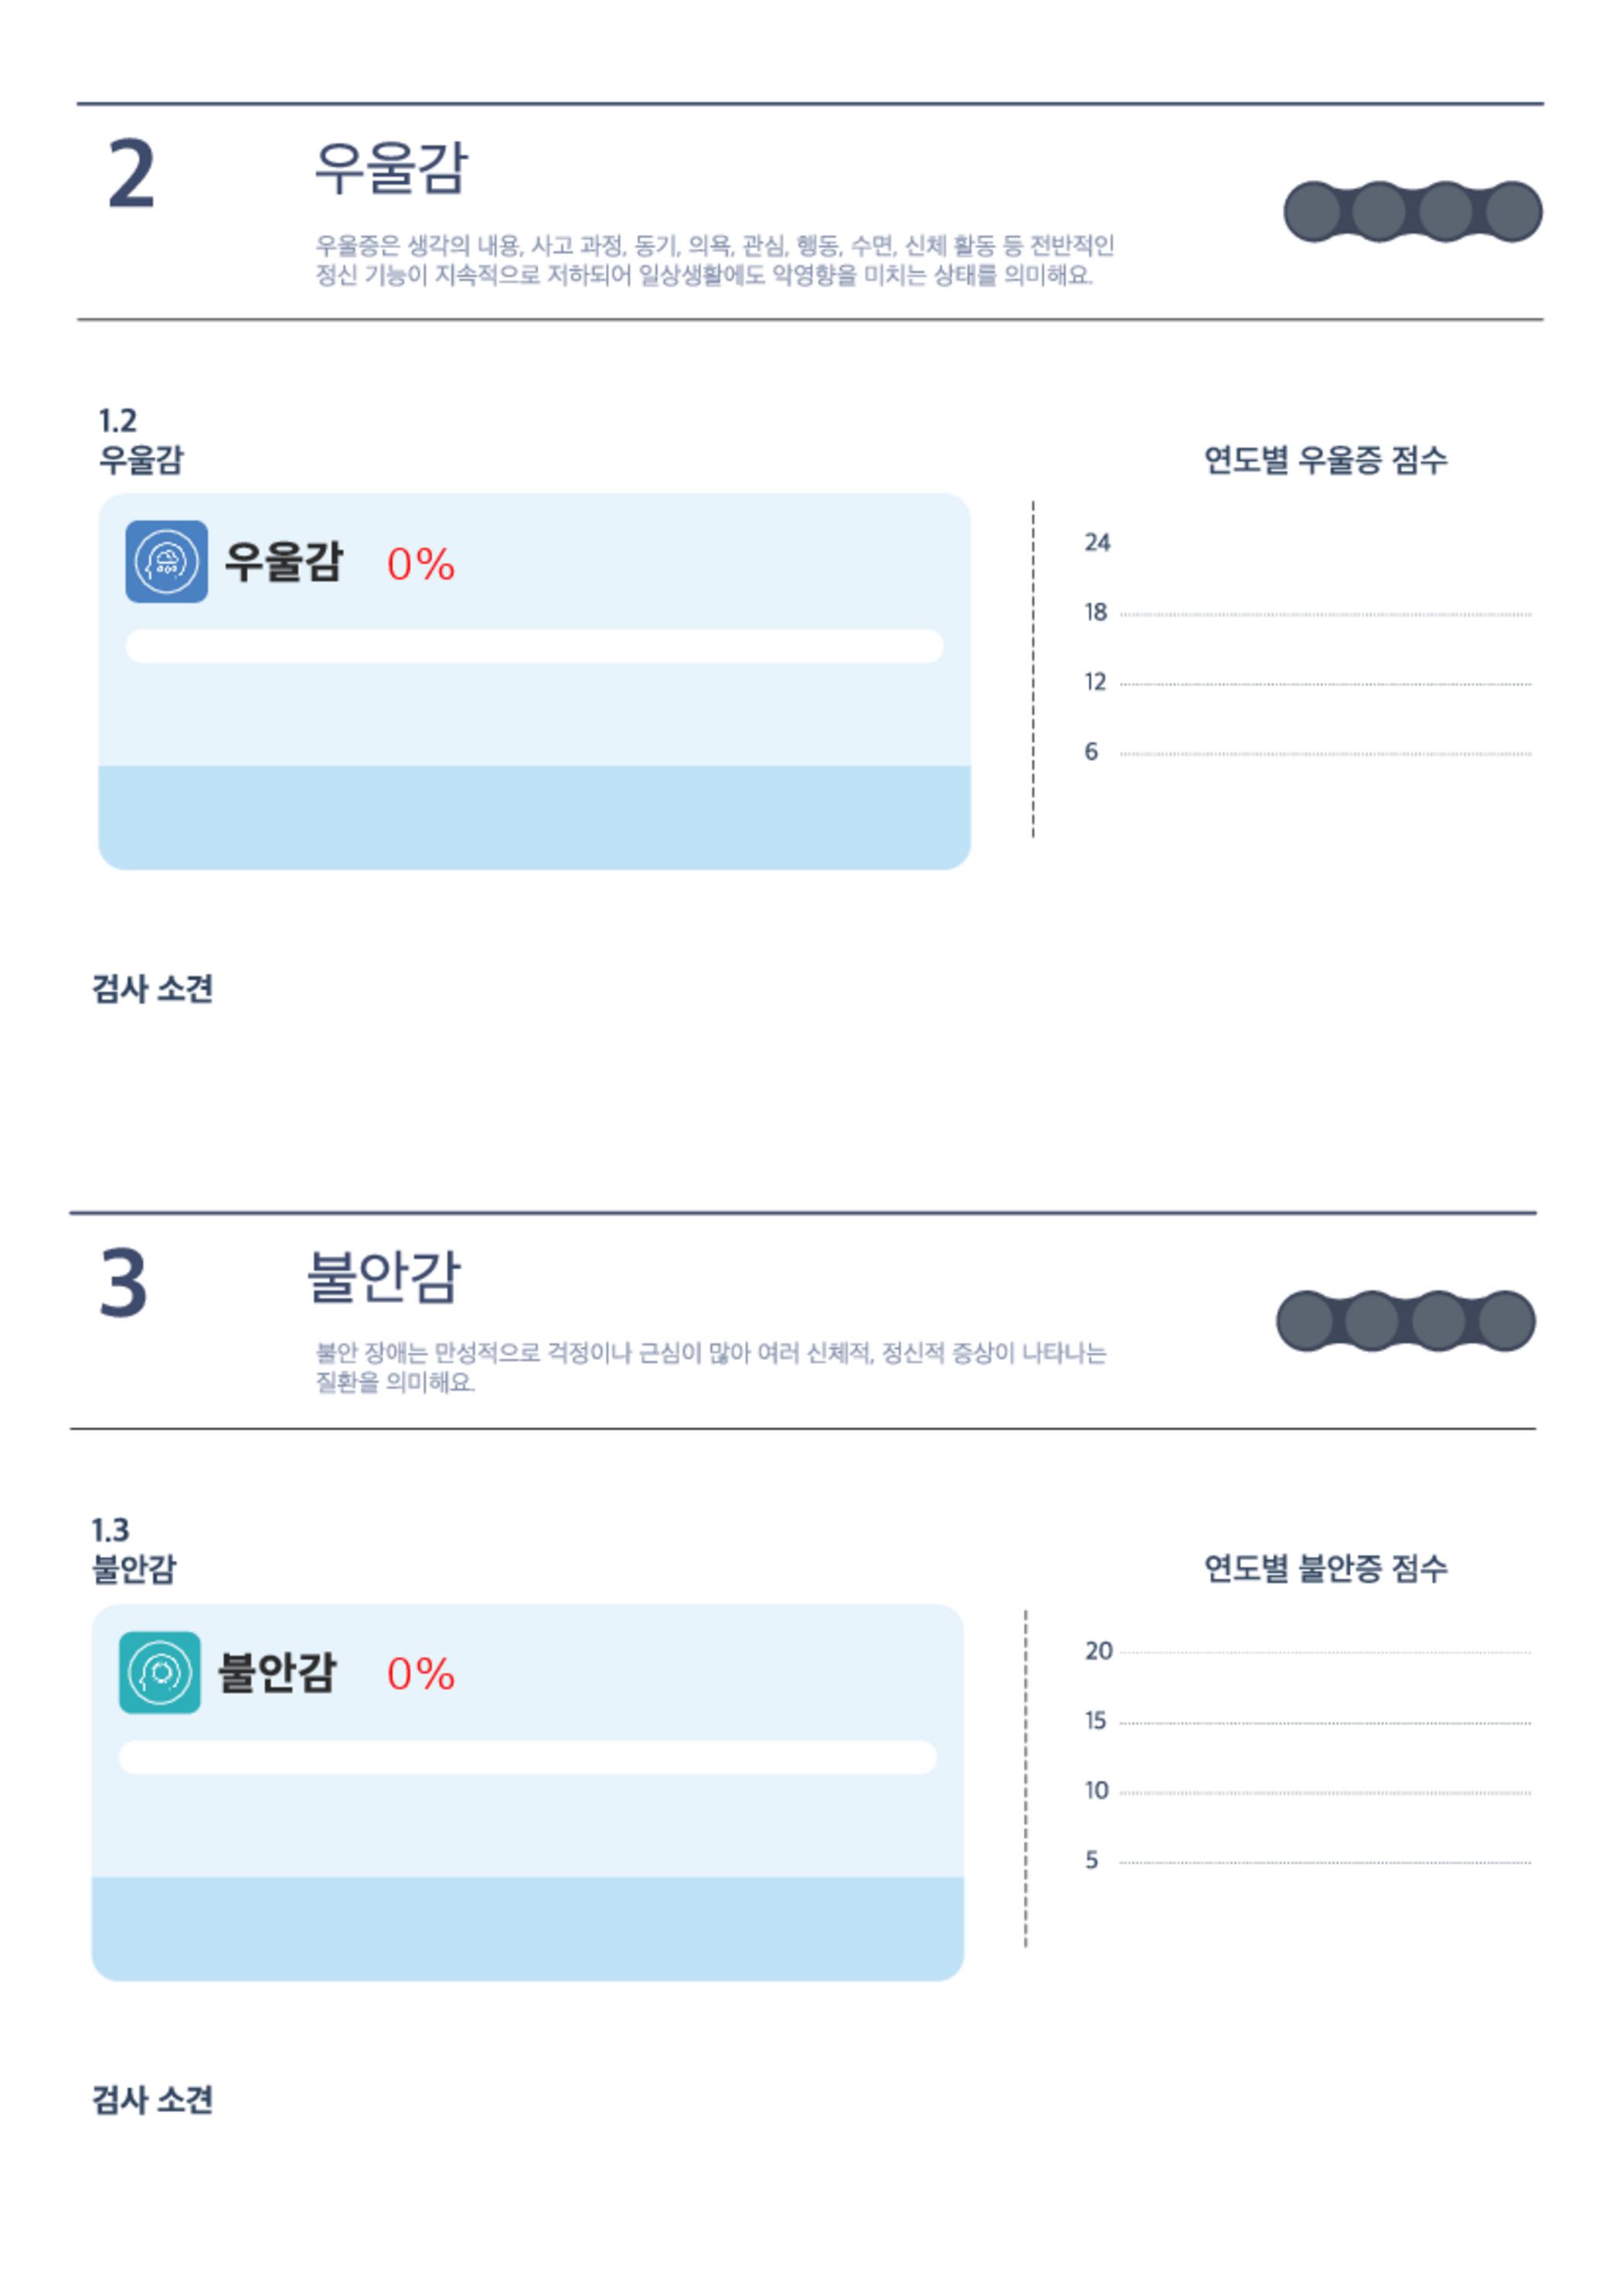 2
우울감
우울증은 생각의 내용, 사고 과정, 동기, 의욕, 관심, 행동, 수면, 신체 활동 등 전반적인
정신 기능이 지속적으로 저하되어 일상생활에도 악영향을 미치는 상태를 의미해요.
1.2
우울감
우울감 0%
연도별 우울증 점수
24
18
12
6
검사 소견
3
불안감
불안 장애는 만성적으로 걱정이나 근심이 많아 여러 신체적, 정신적 증상이 나타나는
질환을 의미해요.
1.3
불안감
불안감 0%
연도별 불안증 점수
20
15
10
5
검사 소견